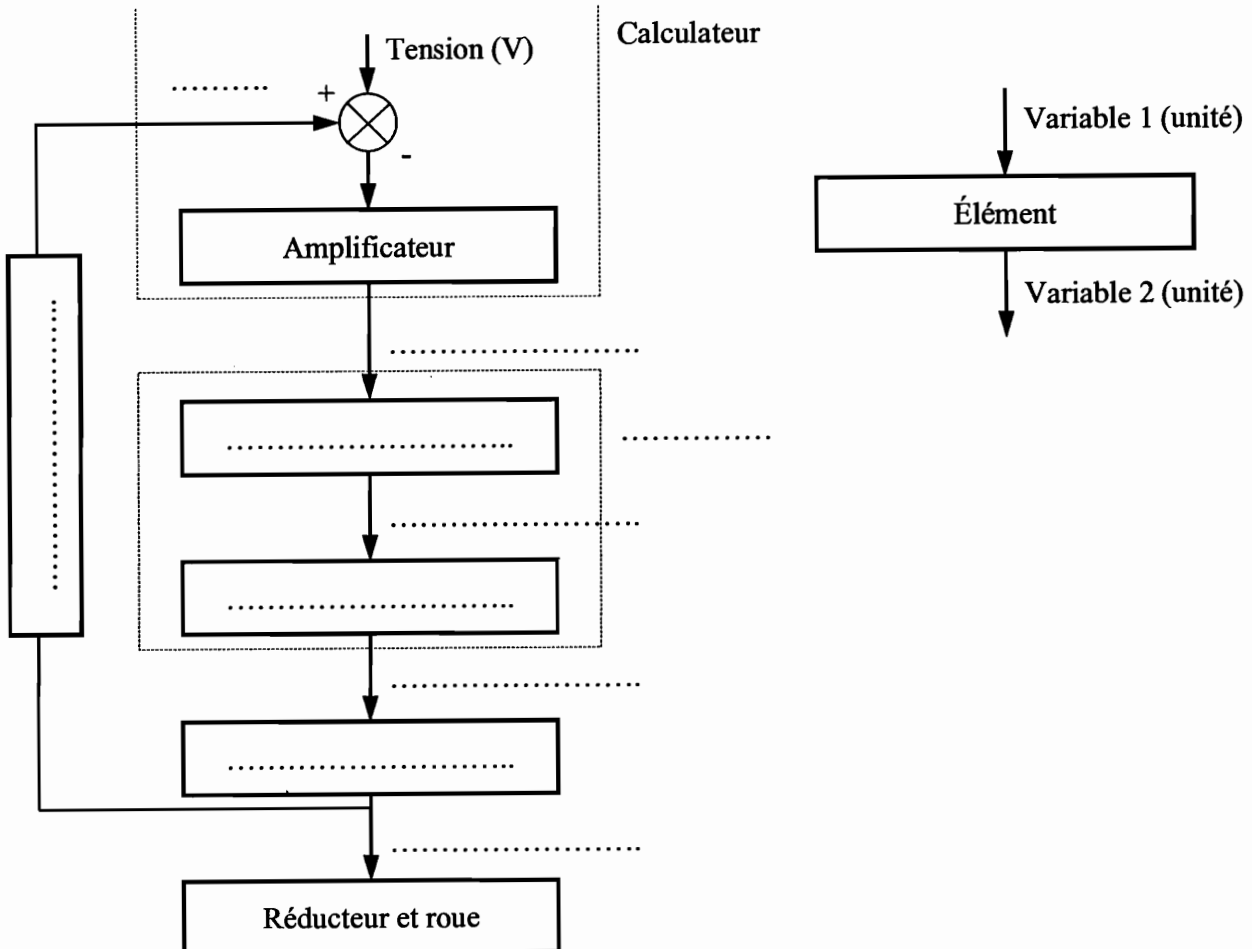 Calculateur
Tension (V)
..........
+
-
Amplificateur
Variable 1 (unité)
Élément
Variable 2 (unité)
..............................
..............................
..............................
...............
..............................
..............................
..............................
..............................
..............................
Réducteur et roue